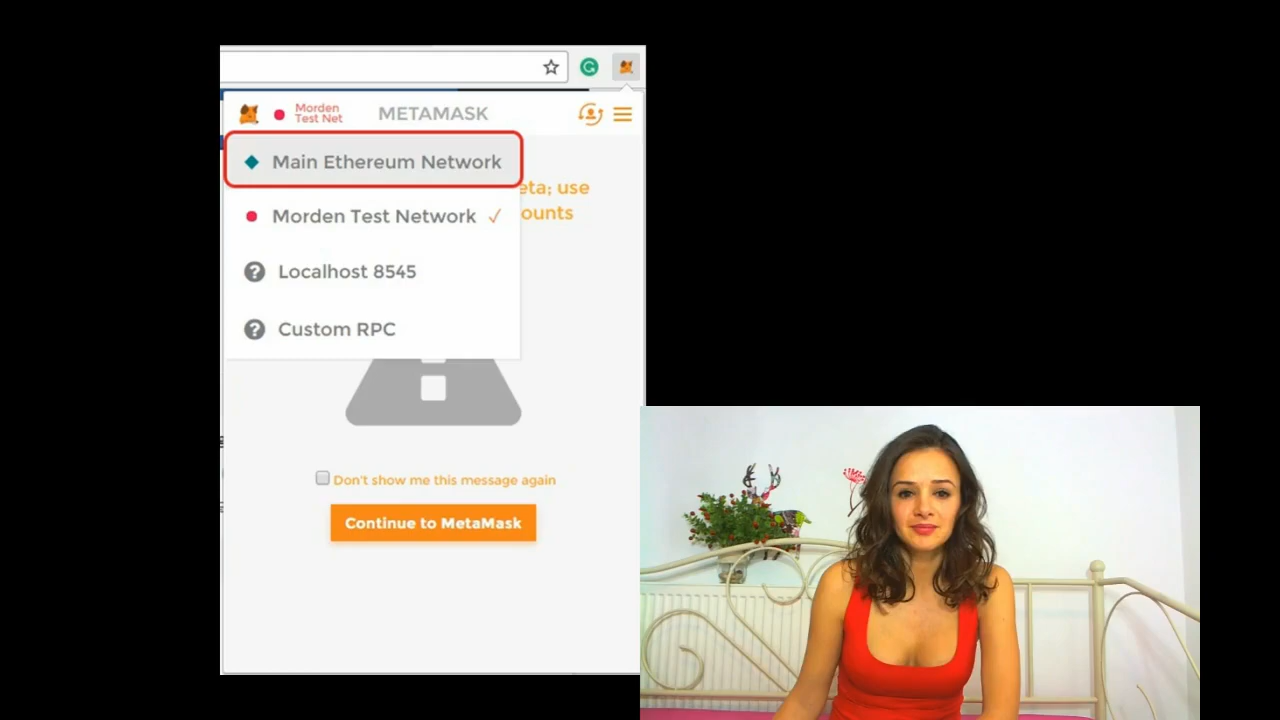 Morden
Test Net
METAMASK
Main Ethereum Network
eta; use
Morden Test Network ✓
ounts
Localhost 8545
Custom RPC
Don't show me this message again
Continue to MetaMask